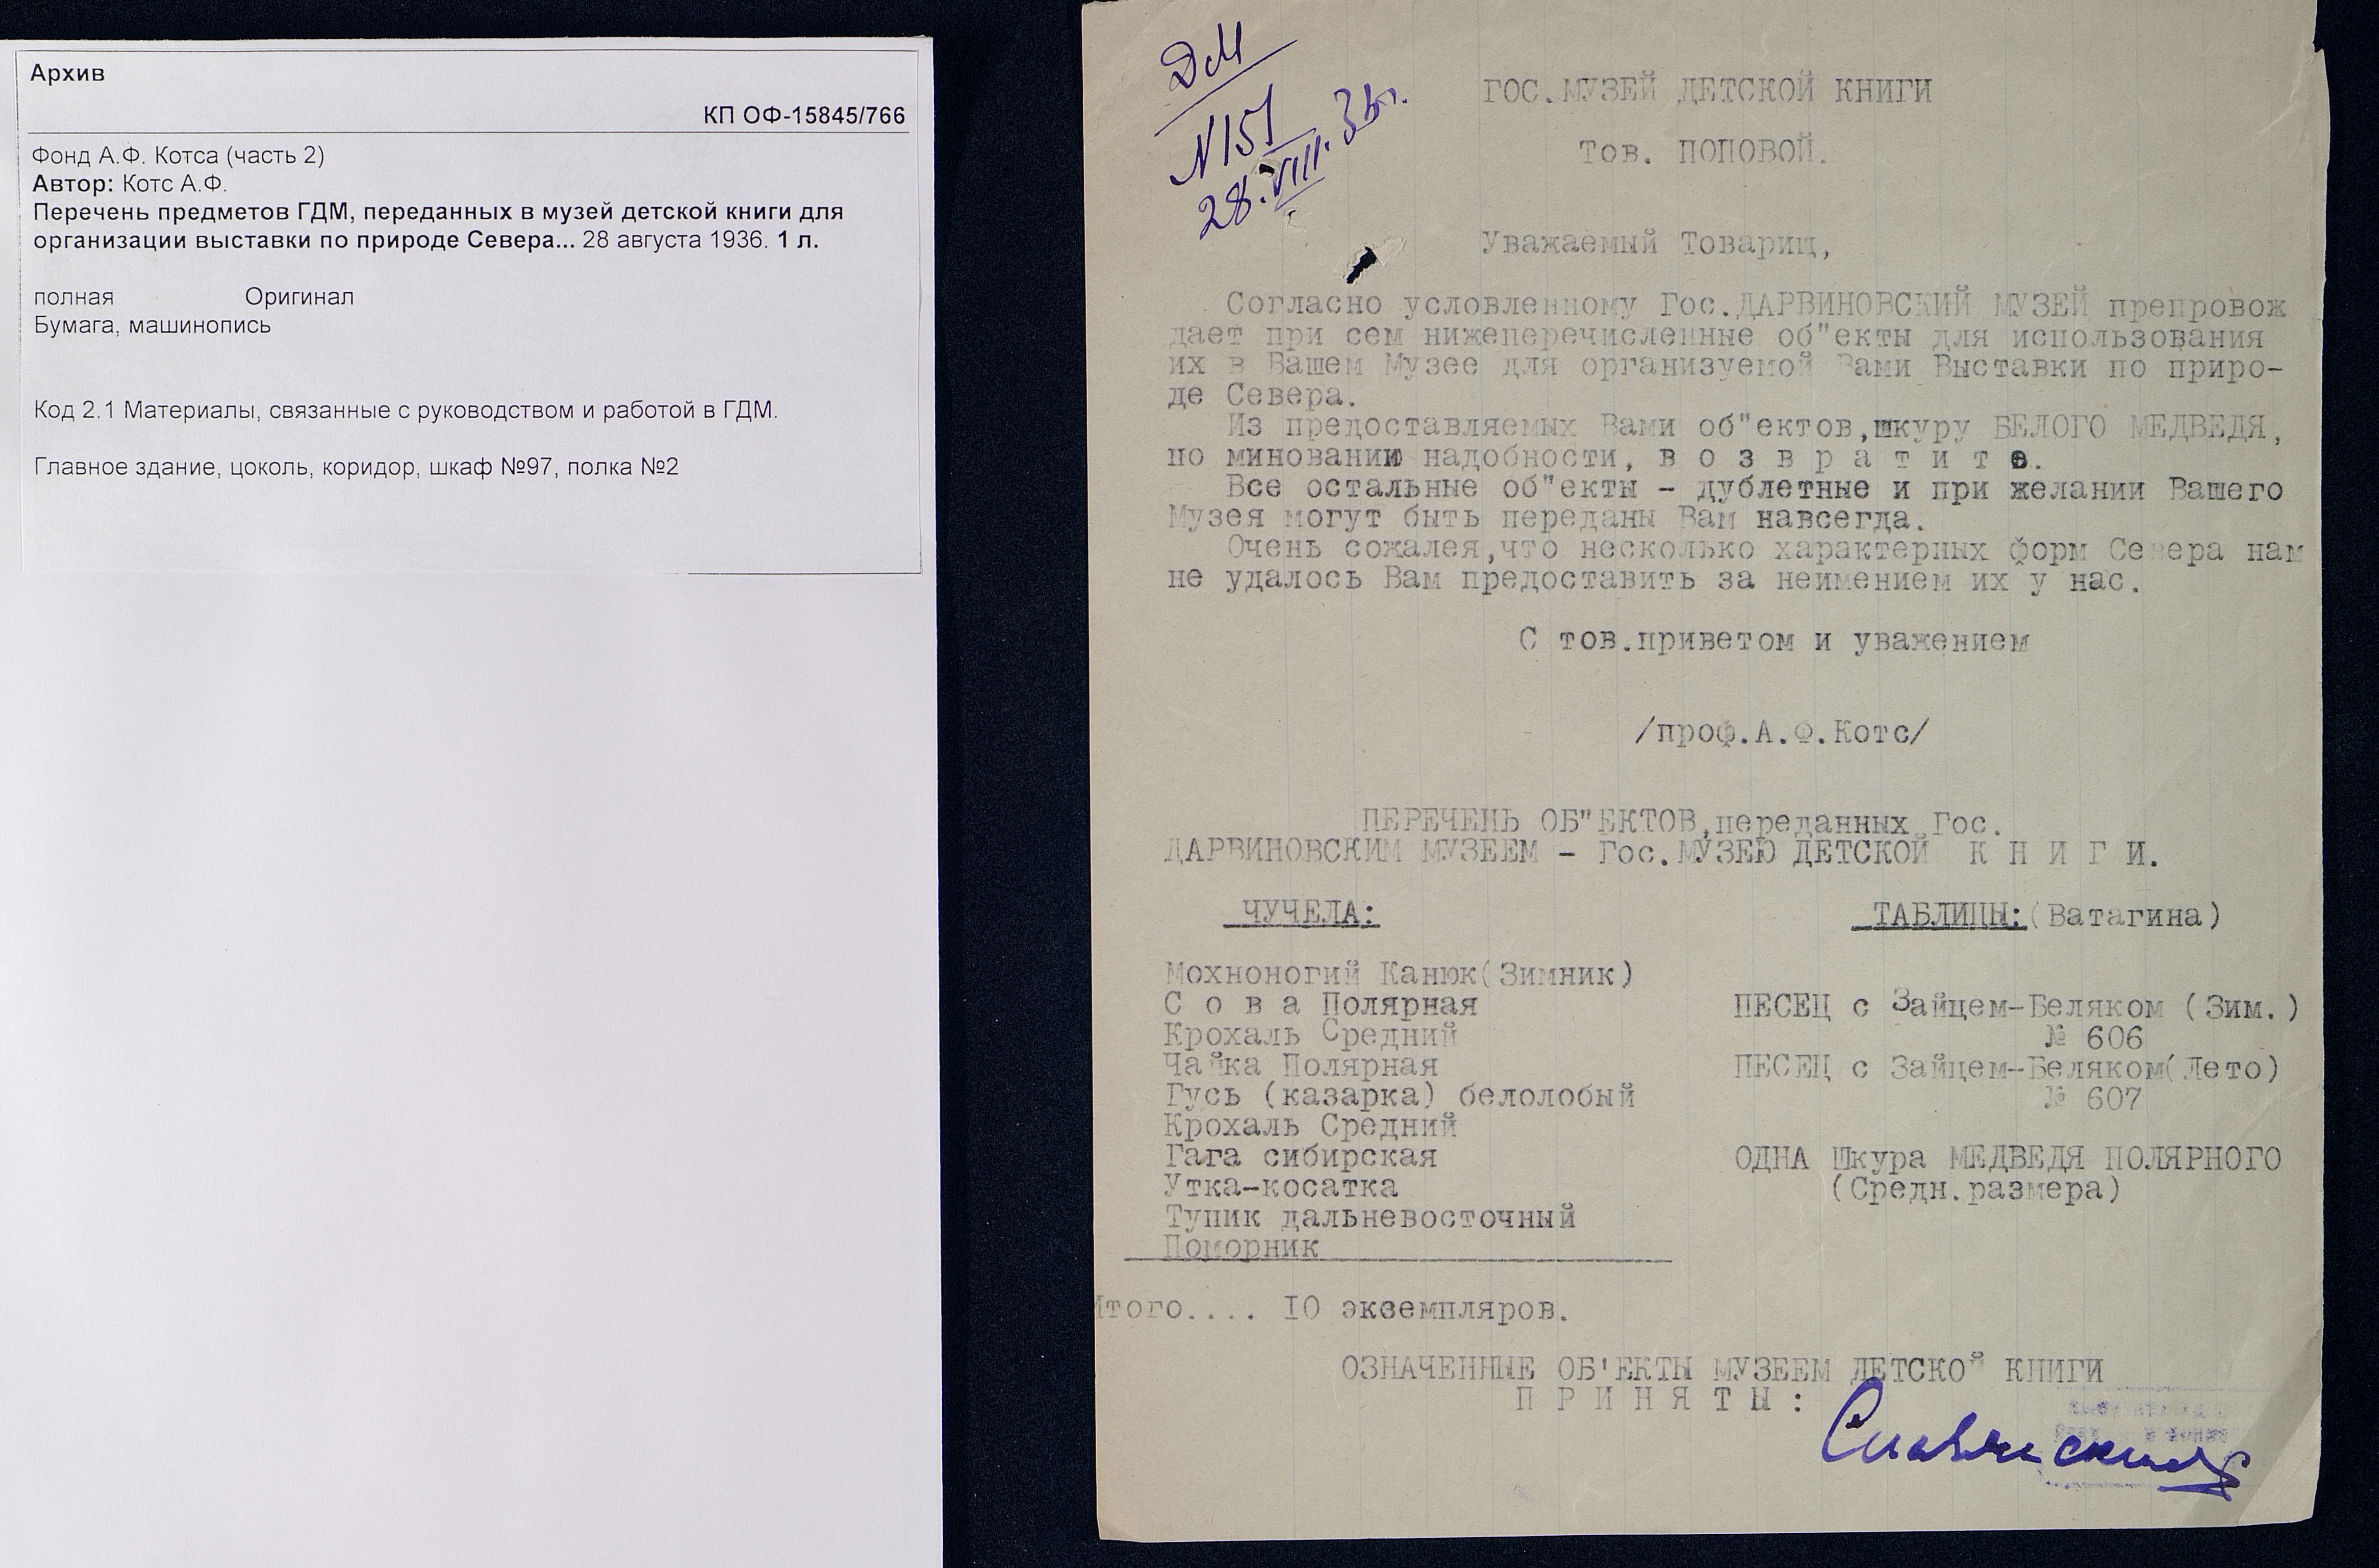 Архив
КП ОФ-15845/766
Фонд А.Ф. Котса (часть 2)
Автор: Котс А.Ф.
Перечень предметов ГДМ, переданных в музей детской книги для
организации выставки по природе Севера... 28 августа 1936. 1 л.
полная Оригинал
Бумага, машинопись
Код 2.1 Материалы, связанные с руководством и работой в ГДМ.
Главное здание, цоколь, коридор, шкаф №97, полка №2
ДМ
N 151
28.VIII.36г.
ГОС.МУЗЕЙ ДЕТСКОЙ КНИГИ
Тов. ПОПОВОЙ.
Уважаемый Товарищ,
Согласно условленному Гос.ДАРВИНОВСКИЙ МУЗЕЙ препровож
дает при сем нижеперечисленные об"екты для использования
их в Вашем Музее для организуемой Вами Выставки по приро-
де Севера.
Из предоставляемых Вами об"ектов,шкуру БЕЛОГО МЕДВЕДЯ,
по миновании надобности, в о з в р а т и т е.
Все остальные об"екты - дублетные и при желании Вашего
Музея могут быть переданы Вам навсегда.
Очень сожалея,что несколько характерных форм Севера нам
не удалось Вам предоставить за неимением их у нас.
С тов.приветом и уважением
/проф.А.Ф.Котс/
ПЕРЕЧЕНЬ ОБ"ЕКТОВ,переданных Гос.
ДАРВИНОВСКИМ МУЗЕЕМ - Гос.МУЗЕЮ ДЕТСКОЙ К Н И Г И.
ЧУЧЕЛА:
Мохноногий Канюк(Зимник)
С о в а Полярная
Крохаль Средний
Чайка Полярная
Гусь (казарка) белолобый
Крохаль Средний
Гага сибирская
Утка-косатка
Тупик дальневосточный
Поморник
Итого.... IO экземпляров.
ТАБЛИЦЫ:(Ватагина)
ПЕСЕЦ с Зайцем-Беляком (Зим.)
№ 606
ПЕСЕЦ с Зайцем-Беляком(Лето)
№ 607
ОДНА Шкура МЕДВЕДЯ ПОЛЯРНОГО
(Средн.размера)
ОЗНАЧЕННЫЕ ОБ'ЕКТЫ МУЗЕЕМ ДЕТСКОЙ КНИГИ
П Р И Н Я Т Ы :